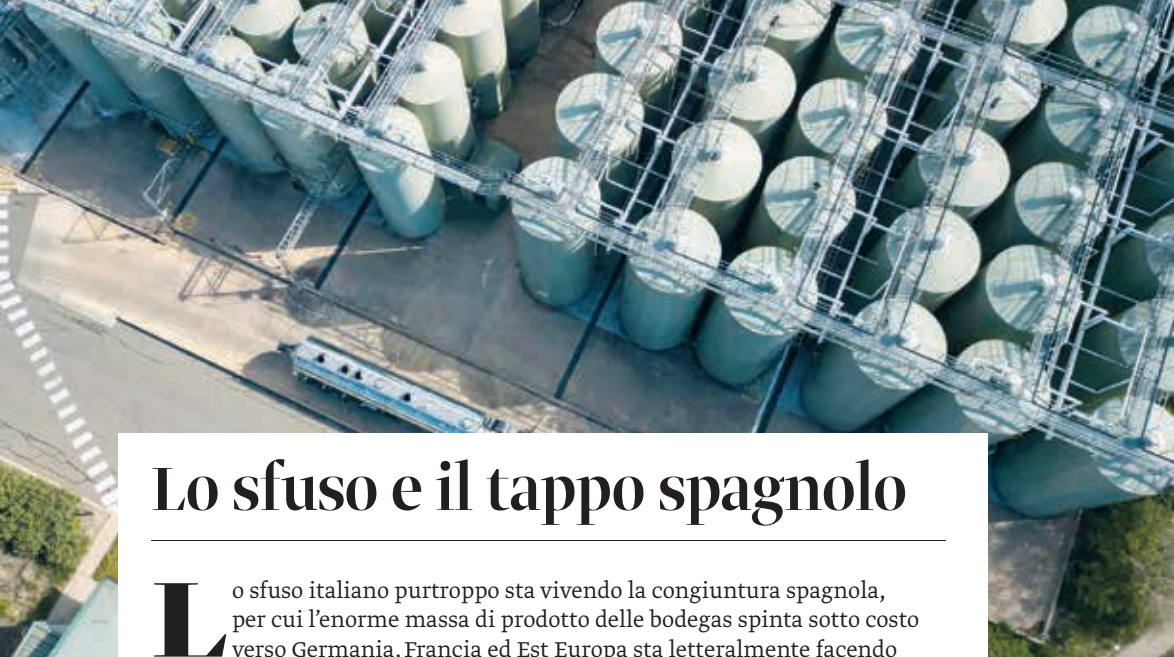 Lo sfuso e il tappo spagnolo
Lo sfuso italiano purtroppo sta vivendo la congiuntura spagnola,
per cui l’enorme massa di prodotto delle bodegas spinta sotto costo
verso Germania, Francia ed Est Europa sta letteralmente facendo